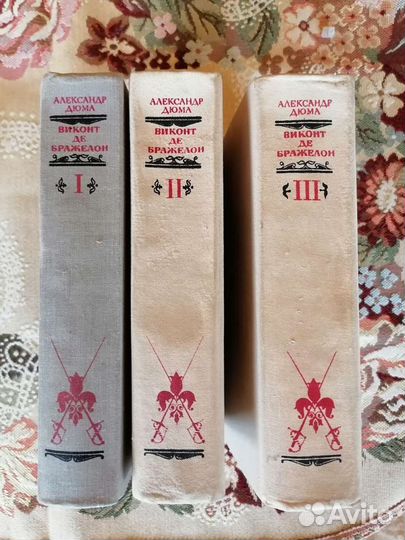 АЛЕКСАНДР
ДЮМА
ВИКОНТ
ДЕ
БРАЖЕЛОН
I
АЛЕКСАНДР
ДЮМА
ВИКОНТ
ДЕ
БРАЖЕЛОН
II
АЛЕКСАНДР
ДЮМА
ВИКОНТ
ДЕ
БРАЖЕЛОН
III
Avito